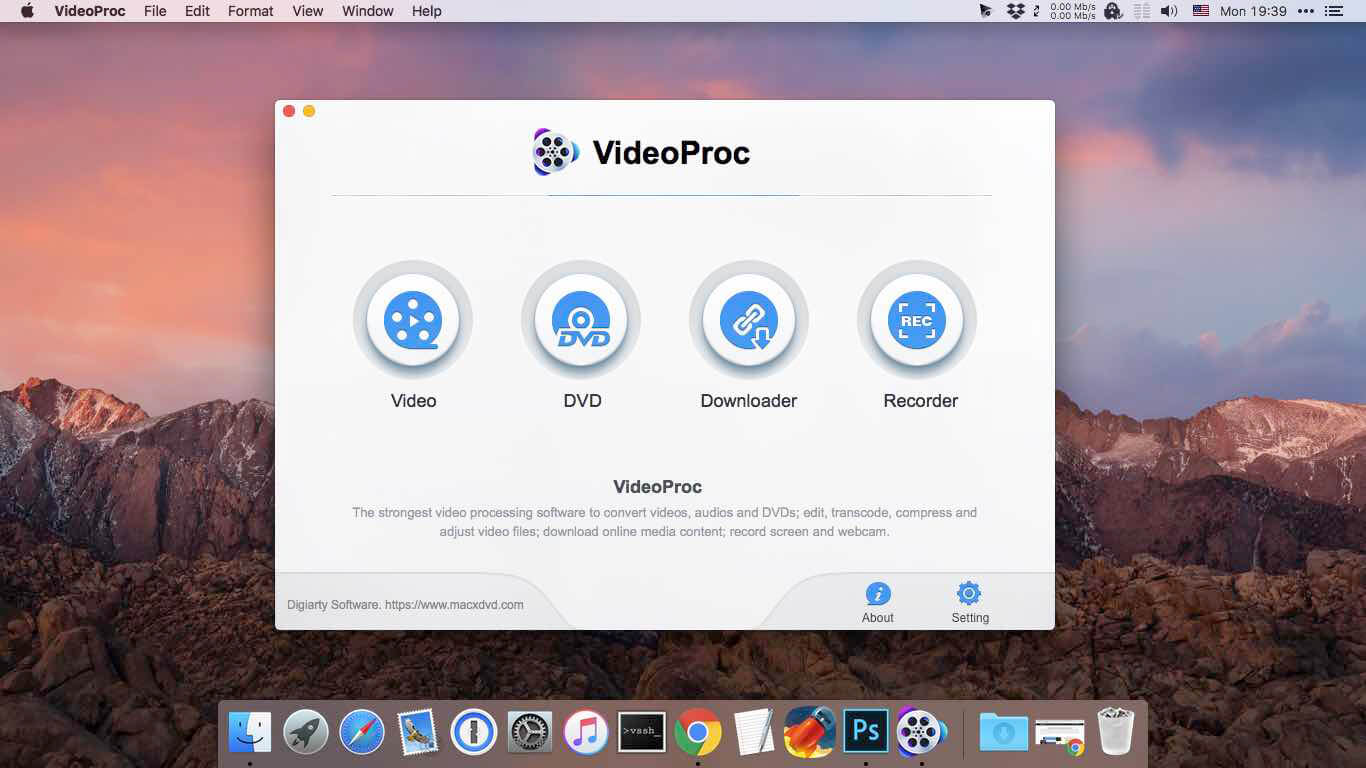 VideoProc File Edit Format View Window Help 0.00 Mb/s Mon 19:39
0.00 Mb/s
VideoProc
DVD
REC
Video DVD Downloader Recorder
VideoProc
The strongest video processing software to convert videos, audios and DVDs; edit, transcode, compress and
adjust video files; download online media content; record screen and webcam.
Digiarty Software. https://www.macxdvd.com
About Setting
>vssh_
Ps